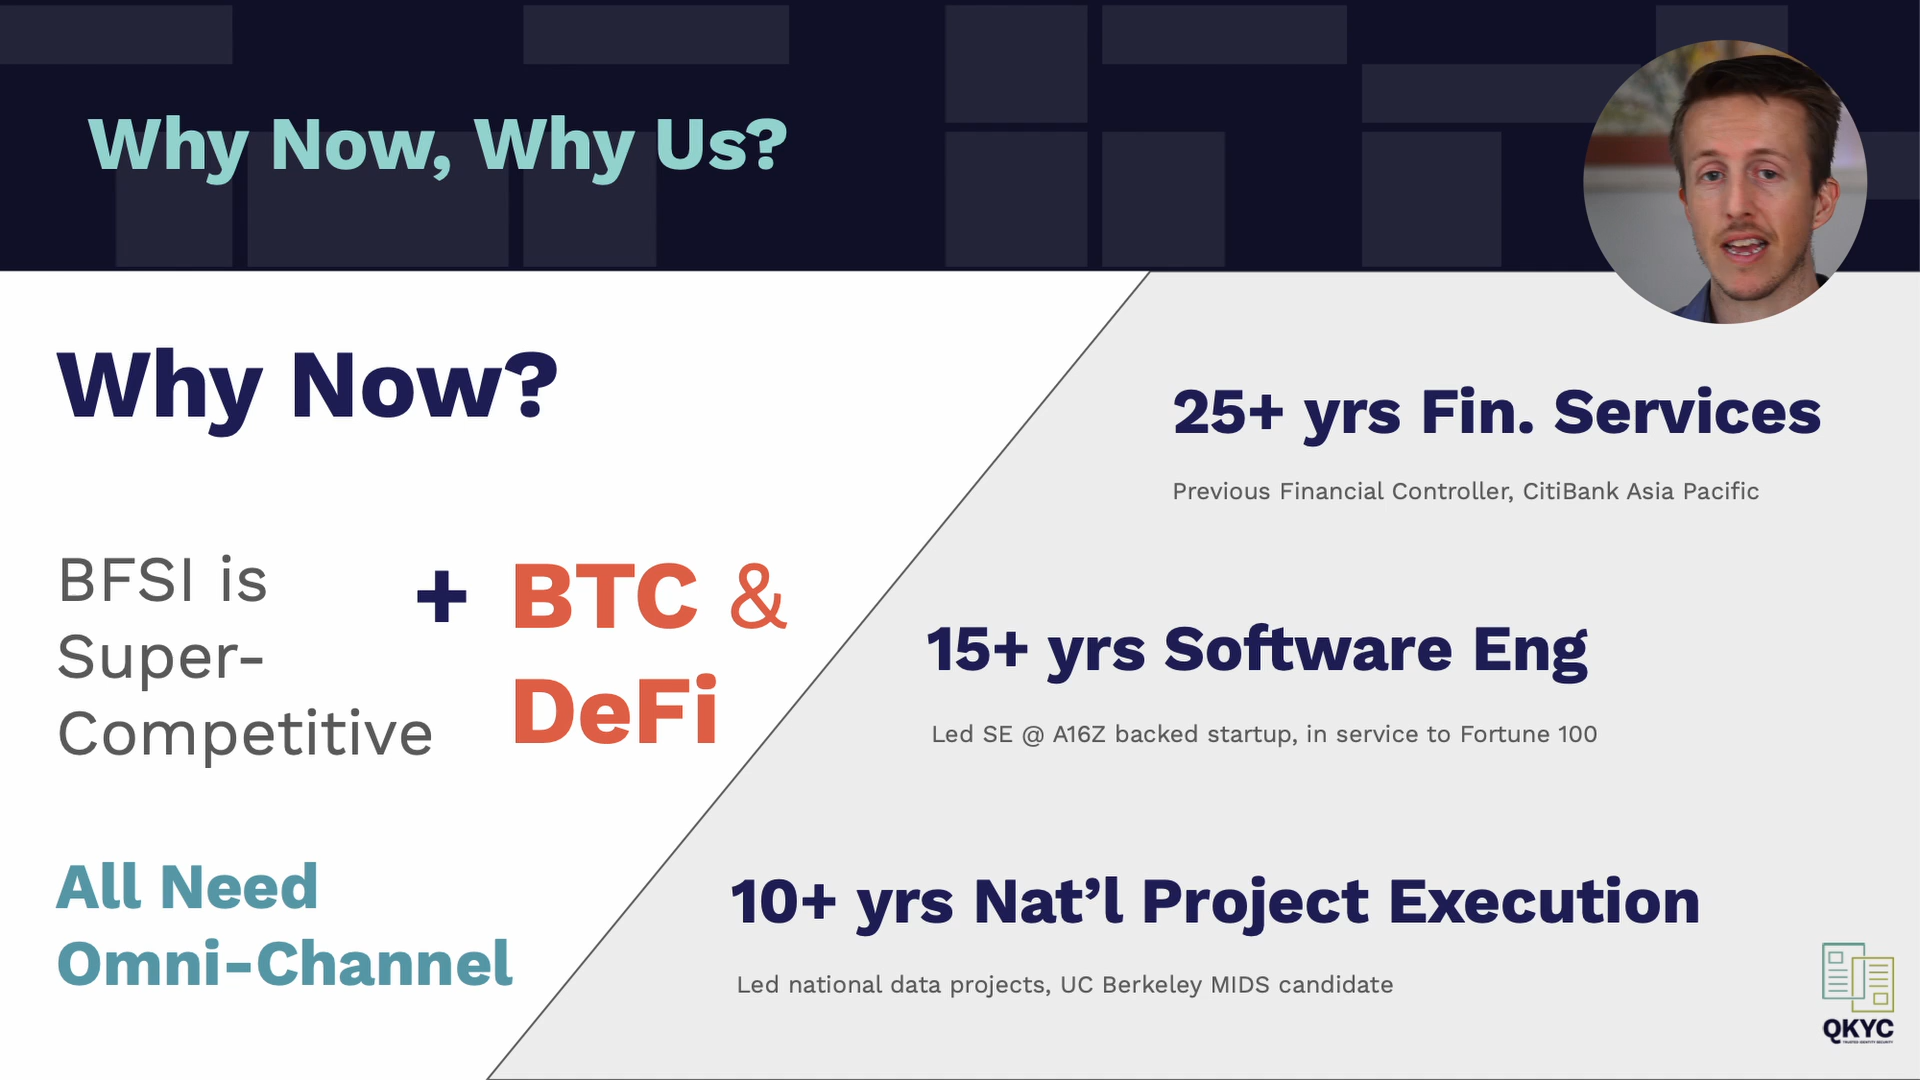 Why Now, Why Us?
Why Now?
BFSI is
Super-
Competitive
+ BTC &
DeFi
All Need
Omni-Channel
25+ yrs Fin. Services
Previous Financial Controller, CitiBank Asia Pacific
15+ yrs Software Eng
Led SE @ A16Z backed startup, in service to Fortune 100
10+ yrs Nat’l Project Execution
Led national data projects, UC Berkeley MIDS candidate
QKYC